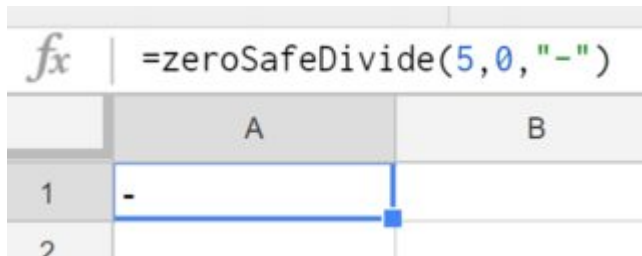 fx =zeroSafeDivide(5,0,"-")
A B
1 -
2